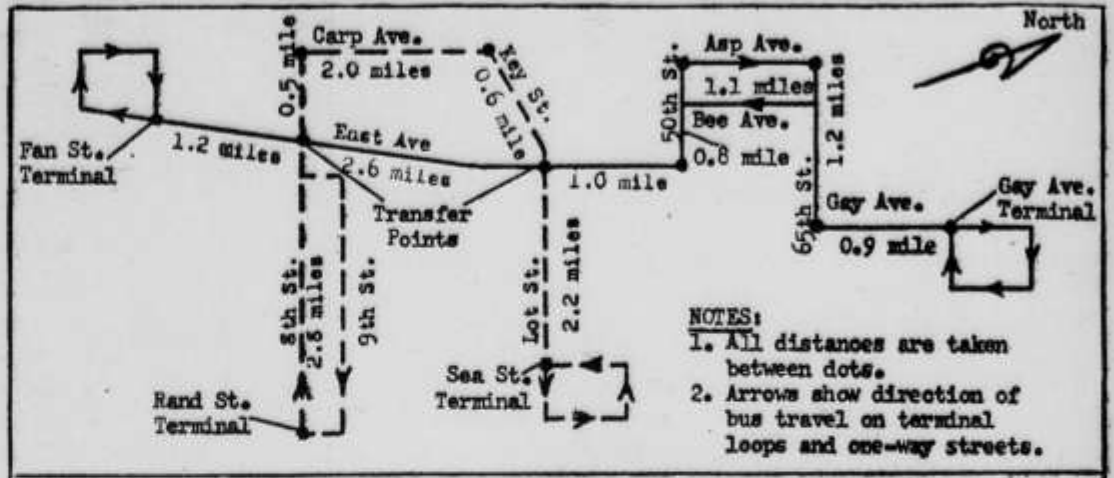 North
Carp Ave.
2.0 miles
0.5 mile
Key St.
0.6 mile
50th St.
Asp Ave.
1.1 miles
Bee Ave.
0.8 mile
1.2 miles
Fan St.
Terminal
1.2 miles
East Ave
2.6 miles
1.0 mile
Transfer
Points
65th St.
Gay Ave.
0.9 mile
Gay Ave.
Terminal
8th St.
9th St.
Lot St.
2.2 miles
Rand St.
Terminal
Sea St.
Terminal
NOTES:
1. All distances are taken
between dots.
2. Arrows show direction of
bus travel on terminal
loops and one-way streets.